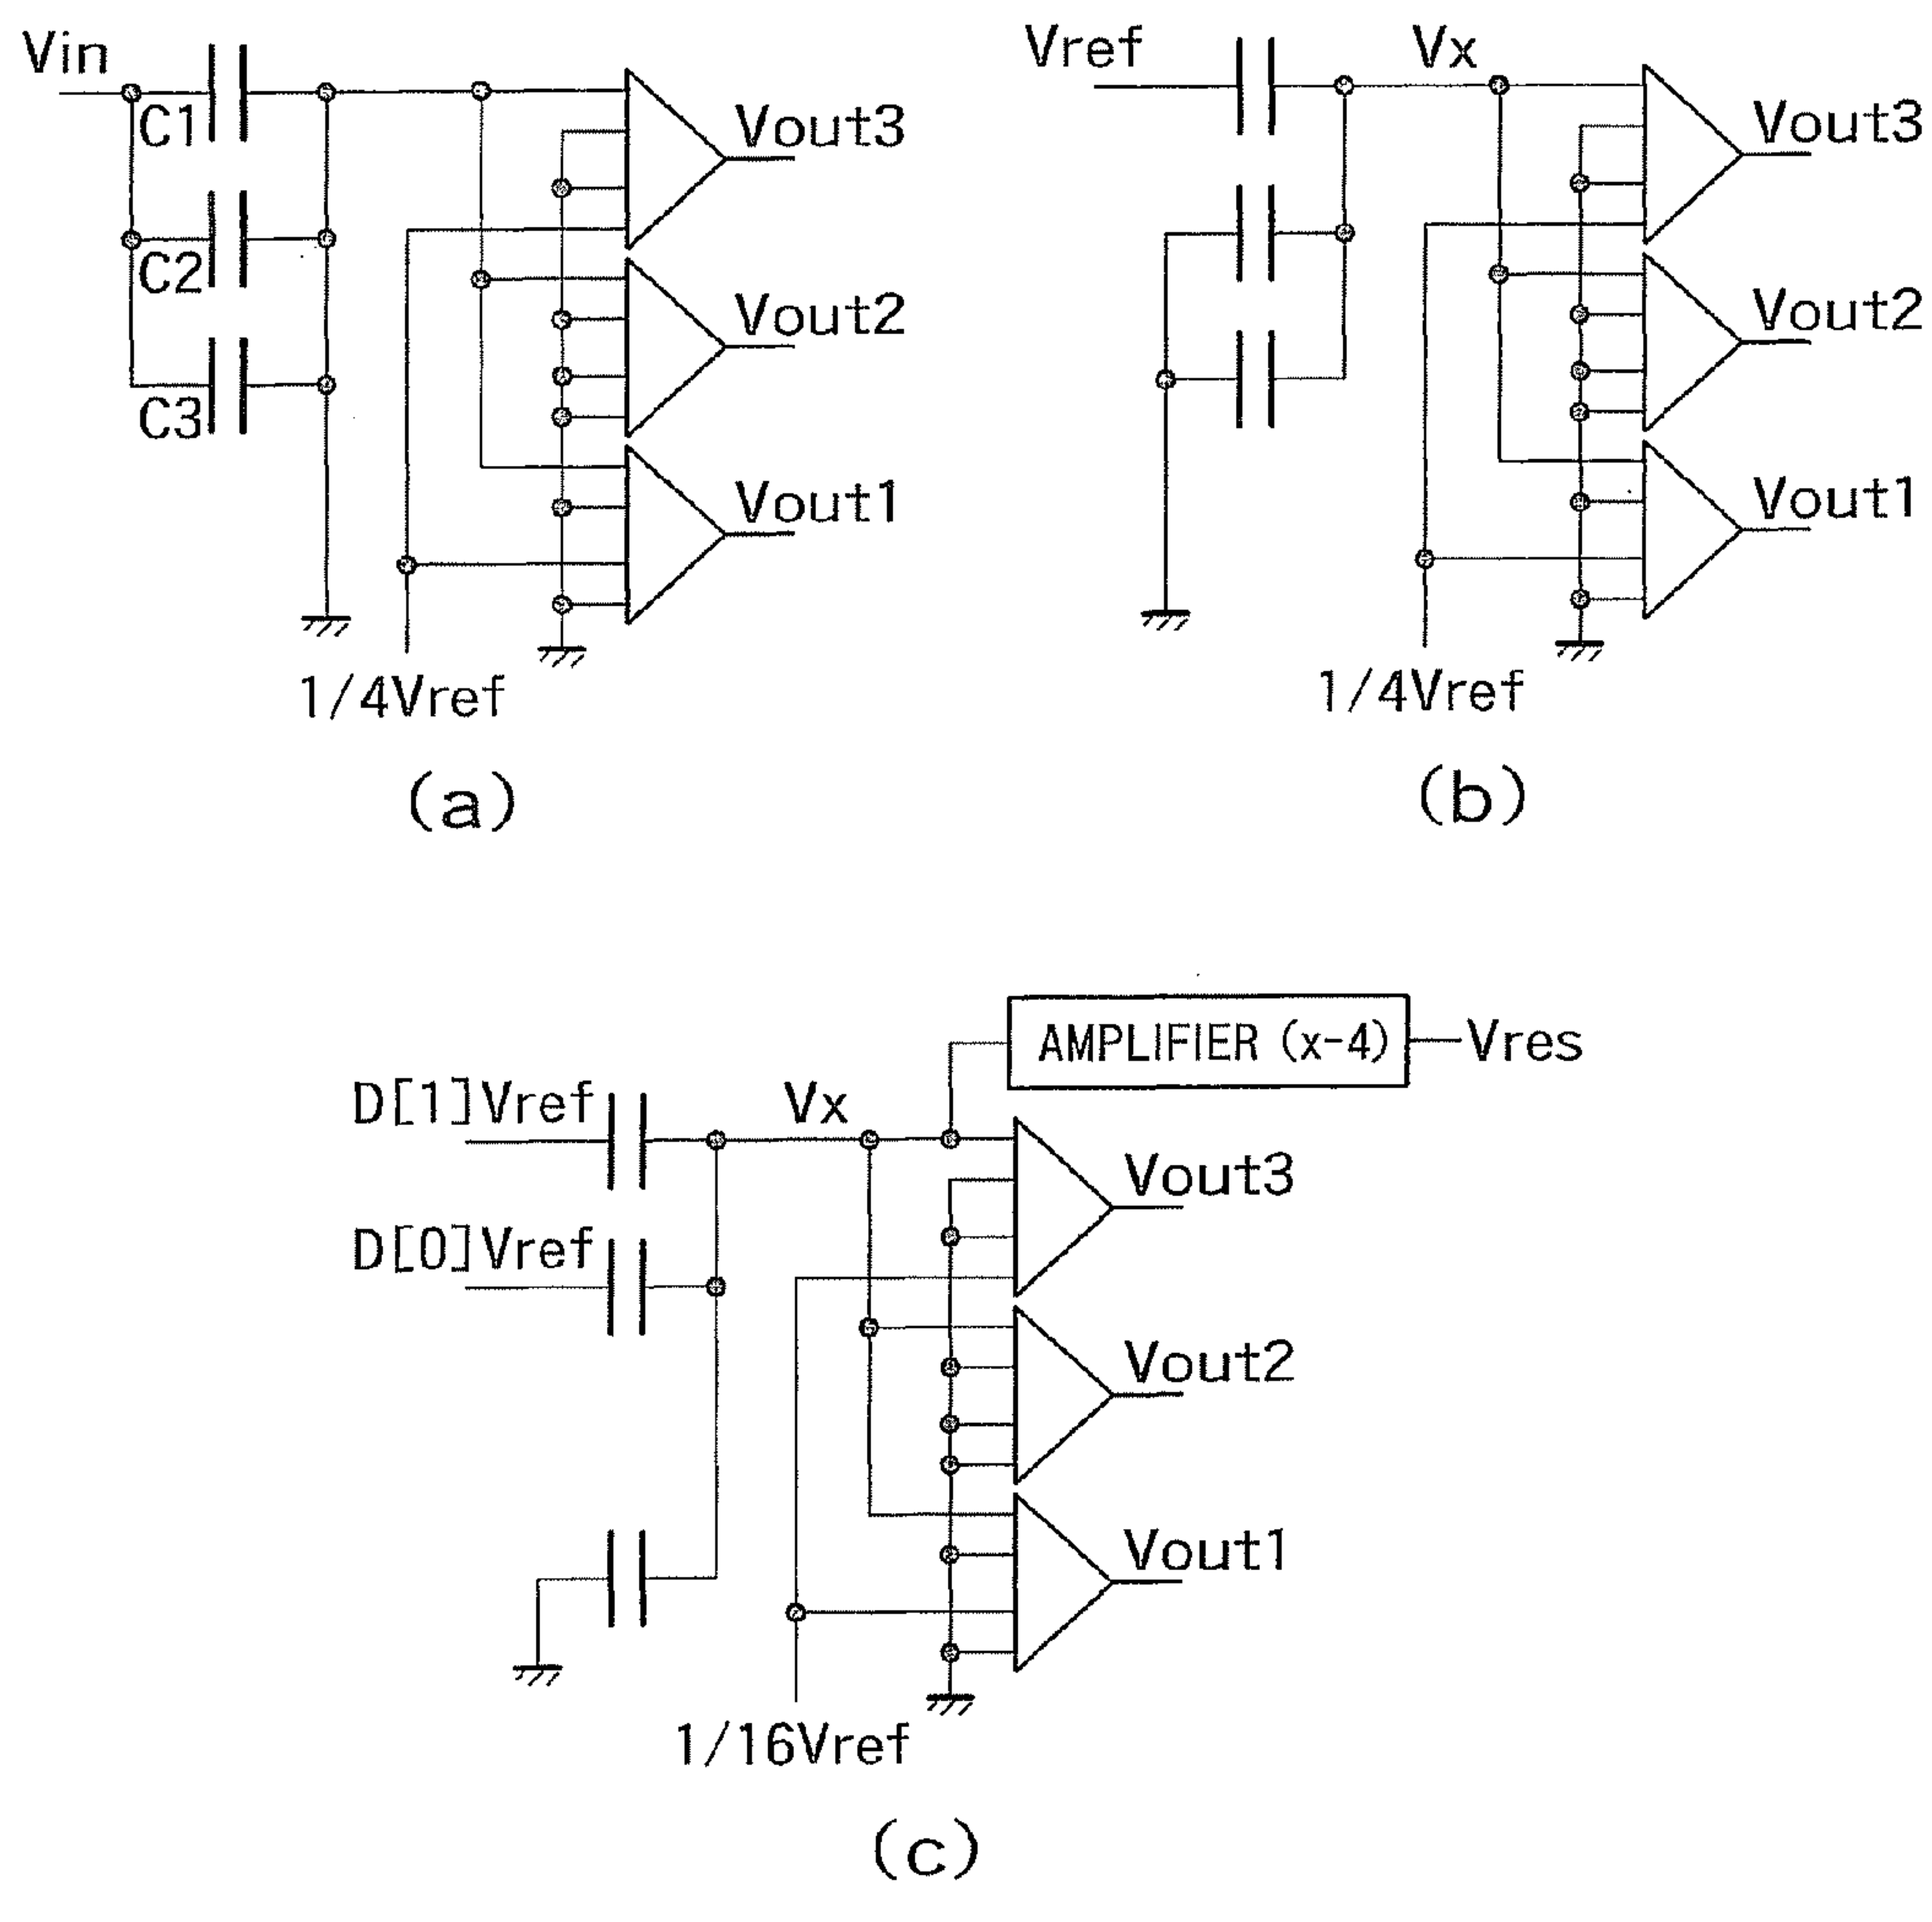 Vin
C1
C2
C3
Vout3
Vout2
Vout1
1/4Vref
(a)
Vref
Vx
Vout3
Vout2
Vout1
1/4Vref
(b)
AMPLIFIER (x-4)
Vres
D[1]Vref
Vx
D[0]Vref
Vout3
Vout2
Vout1
1/16Vref
(c)